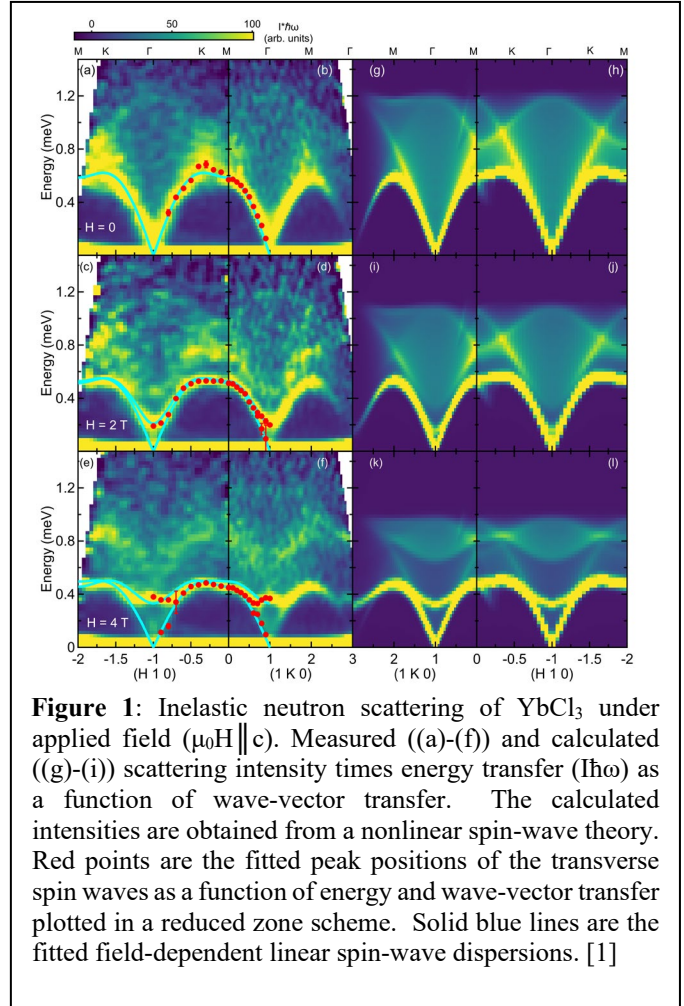 0 50 100 I*ℏω
(arb. units)
M K Γ K M Γ M Γ M Γ M K Γ K M
(a) (b) (g) (h)
1.2
Energy (meV)
0.8
0.4
H = 0
(c) (d) (i) (j)
1.2
Energy (meV)
0.8
0.4
H = 2 T
(e) (f) (k) (l)
1.2
Energy (meV)
0.8
0.4
H = 4 T
0
-2 -1.5 -1 -0.5 0 1 2 3 2 1 0 -0.5 -1 -1.5 -2
(H 1 0) (1 K 0) (1 K 0) (H 1 0)
Figure 1: Inelastic neutron scattering of YbCl₃ under
applied field (μ₀H∥c). Measured ((a)-(f)) and calculated
((g)-(i)) scattering intensity times energy transfer (Iℏω) as
a function of wave-vector transfer. The calculated
intensities are obtained from a nonlinear spin-wave theory.
Red points are the fitted peak positions of the transverse
spin waves as a function of energy and wave-vector transfer
plotted in a reduced zone scheme. Solid blue lines are the
fitted field-dependent linear spin-wave dispersions. [1]